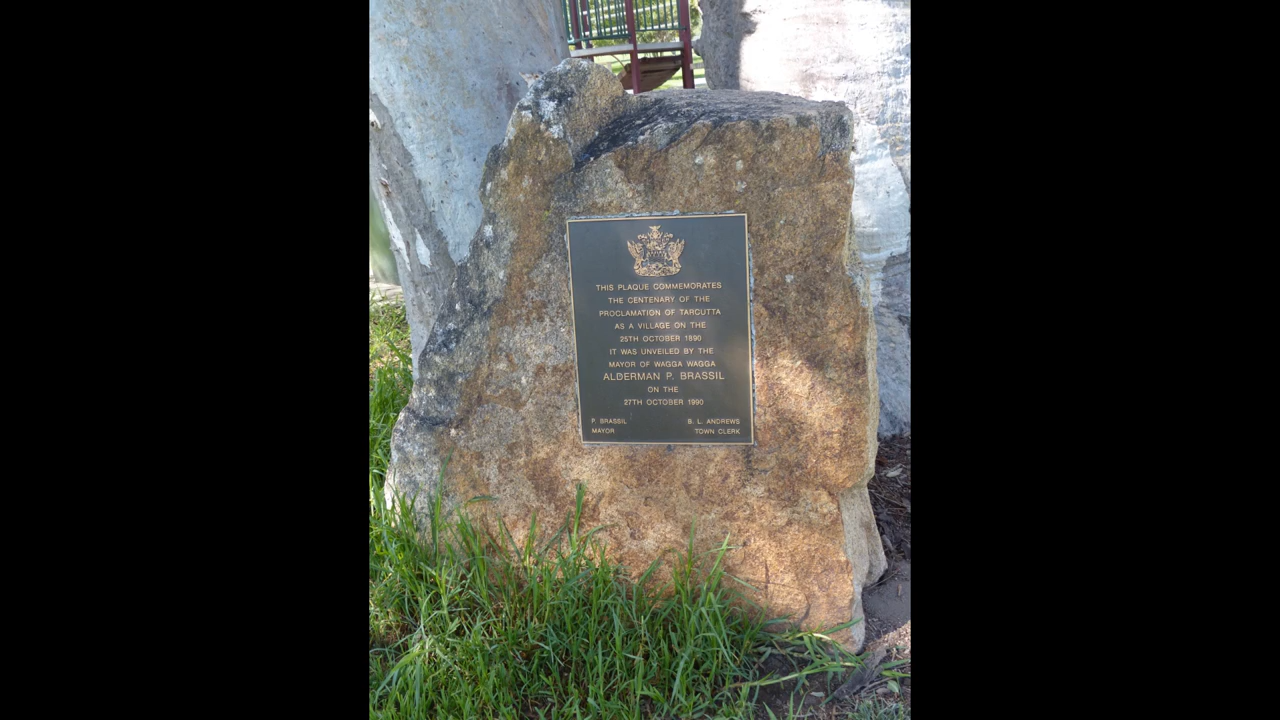 THIS PLAQUE COMMEMORATES
THE CENTENARY OF THE
PROCLAMATION OF TARCUTTA
AS A VILLAGE ON THE
25TH OCTOBER 1890
IT WAS UNVEILED BY THE
MAYOR OF WAGGA WAGGA
ALDERMAN P. BRASSIL
ON THE
27TH OCTOBER 1990
P. BRASSIL B. L. ANDREWS
MAYOR TOWN CLERK